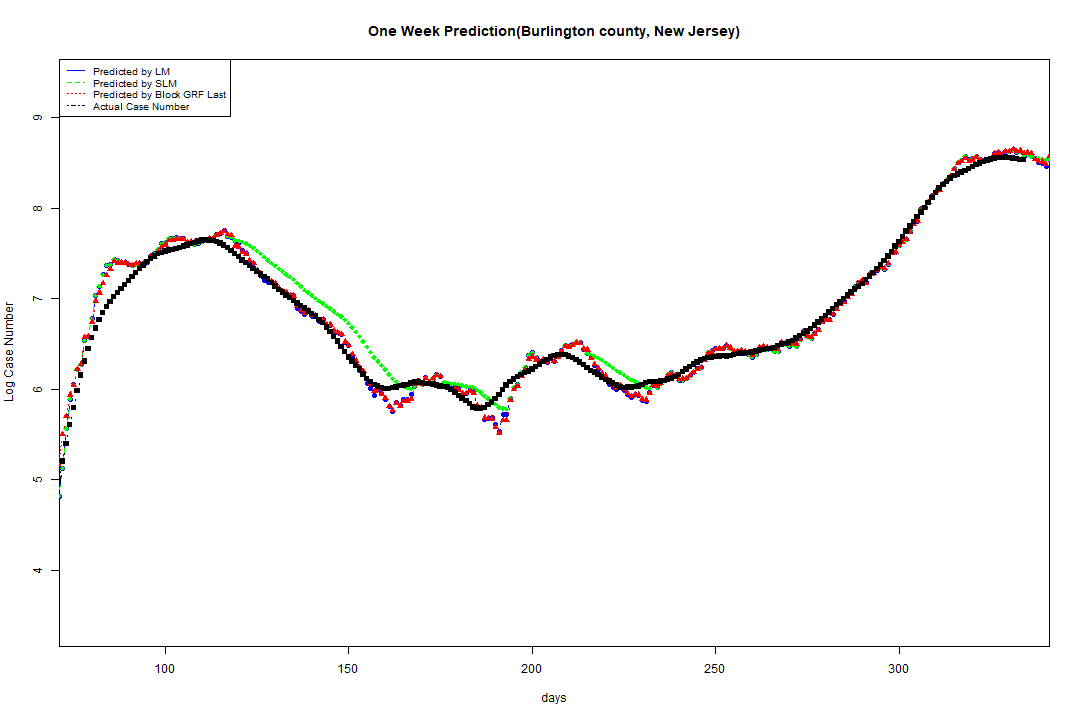 One Week Prediction(Burlington county, New Jersey)
Predicted by LM
Predicted by SLM
Predicted by Block GRF Last
Actual Case Number
9
8
7
6
5
4
Log Case Number
100 150 200 250 300
days